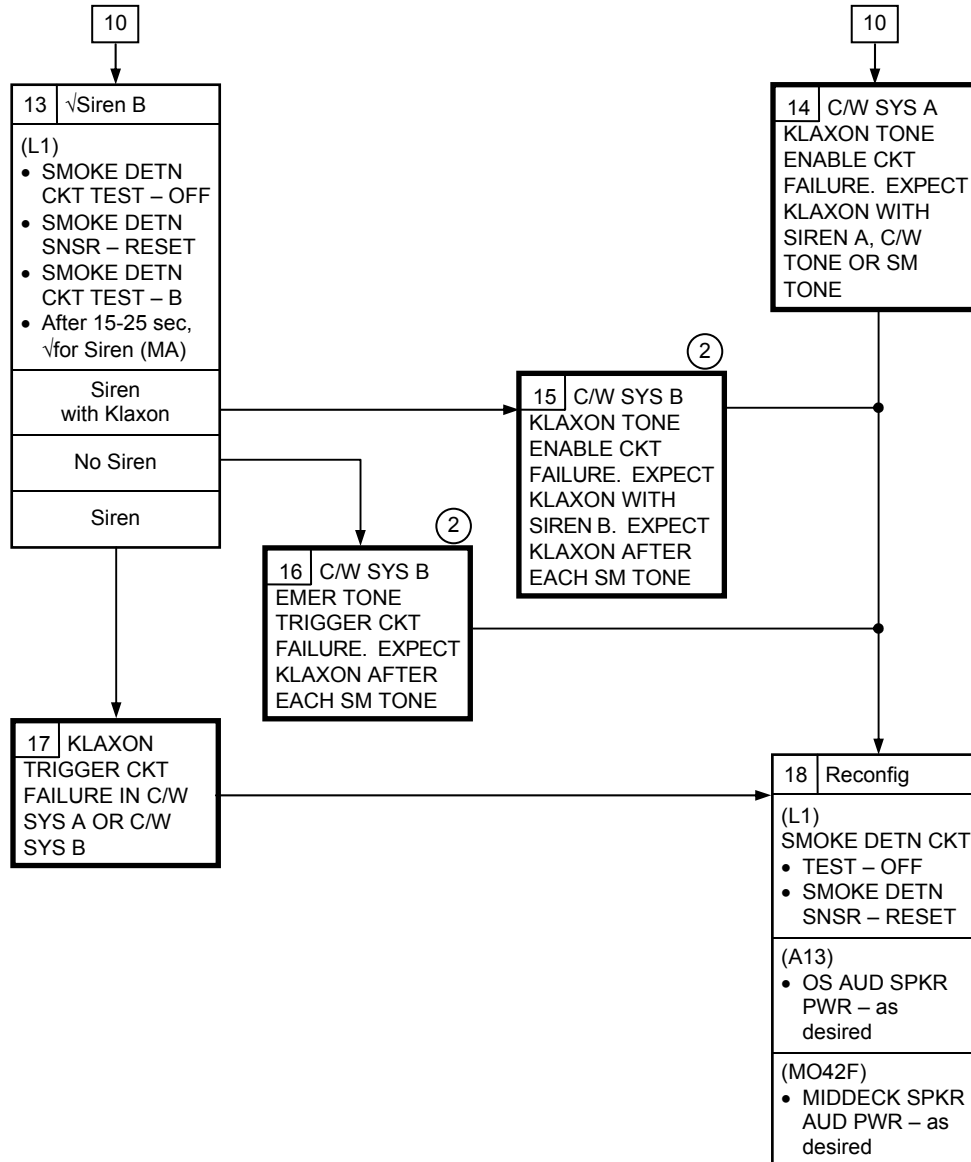 10
13 √Siren B
(L1)
• SMOKE DETN
CKT TEST – OFF
• SMOKE DETN
SNSR – RESET
• SMOKE DETN
CKT TEST – B
• After 15-25 sec,
√for Siren (MA)
Siren
with Klaxon
No Siren
Siren
10
14 C/W SYS A
KLAXON TONE
ENABLE CKT
FAILURE. EXPECT
KLAXON WITH
SIREN A, C/W
TONE OR SM
TONE
2
15 C/W SYS B
KLAXON TONE
ENABLE CKT
FAILURE. EXPECT
KLAXON WITH
SIREN B. EXPECT
KLAXON AFTER
EACH SM TONE
2
16 C/W SYS B
EMER TONE
TRIGGER CKT
FAILURE. EXPECT
KLAXON AFTER
EACH SM TONE
17 KLAXON
TRIGGER CKT
FAILURE IN C/W
SYS A OR C/W
SYS B
18 Reconfig
(L1)
SMOKE DETN CKT
• TEST – OFF
• SMOKE DETN
SNSR – RESET
(A13)
• OS AUD SPKR
PWR – as
desired
(MO42F)
• MIDDECK SPKR
AUD PWR – as
desired